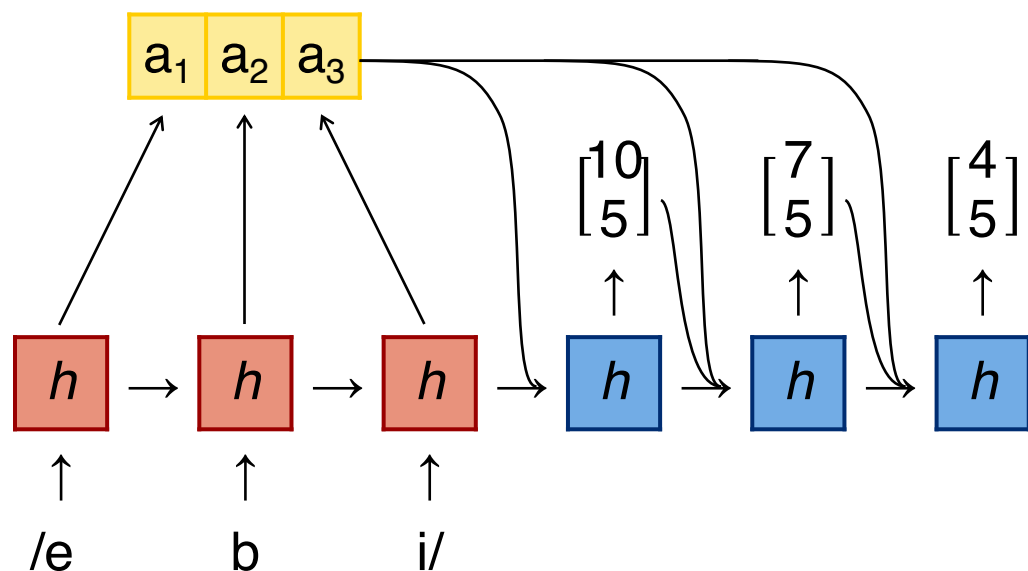 a₁ a₂ a₃
[10 5] [7 5] [4 5]
h h h h h h
/e b i/